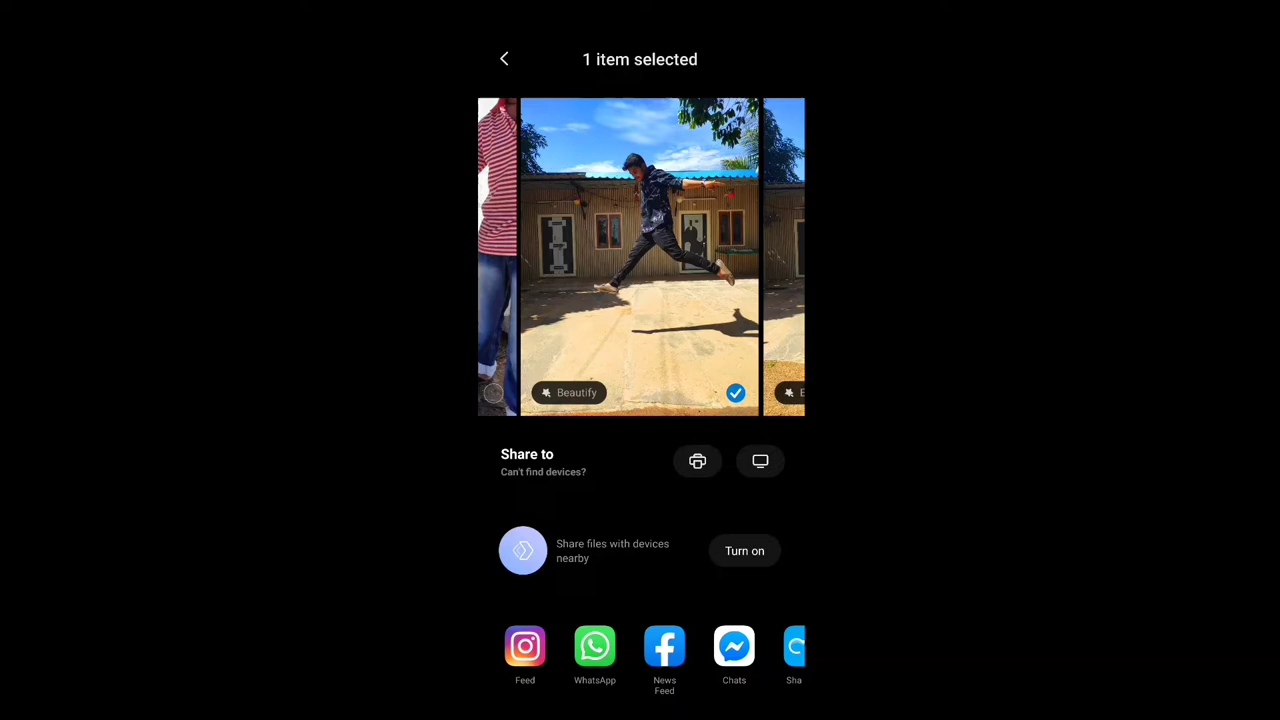 1 item selected
Beautify
Share to
Can't find devices?
Share files with devices
nearby
Turn on
Feed
WhatsApp
News
Feed
Chats
Sha